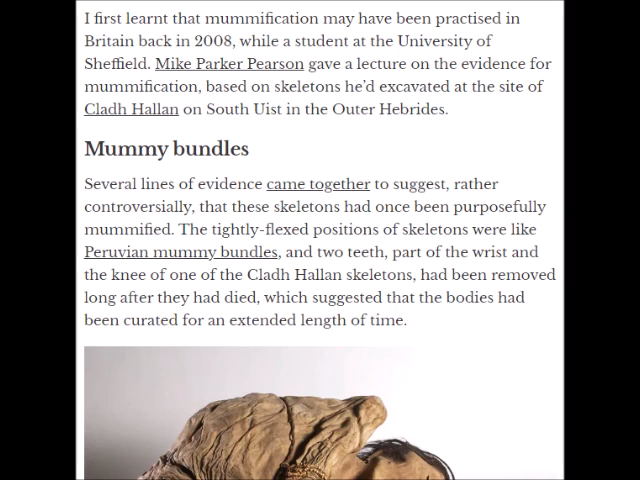 I first learnt that mummification may have been practised in
Britain back in 2008, while a student at the University of
Sheffield. Mike Parker Pearson gave a lecture on the evidence for
mummification, based on skeletons he’d excavated at the site of
Cladh Hallan on South Uist in the Outer Hebrides.
Mummy bundles
Several lines of evidence came together to suggest, rather
controversially, that these skeletons had once been purposefully
mummified. The tightly-flexed positions of skeletons were like
Peruvian mummy bundles, and two teeth, part of the wrist and
the knee of one of the Cladh Hallan skeletons, had been removed
long after they had died, which suggested that the bodies had
been curated for an extended length of time.